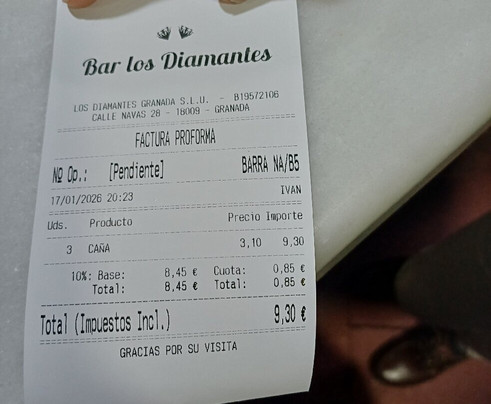 Bar los Diamantes
LOS DIAMANTES GRANADA S.L.U. - B19572106
CALLE NAVAS 28 - 18009 - GRANADA
FACTURA PROFORMA
Nº Op.: [Pendiente] BARRA NA/B5
17/01/2026 20:23 IVAN
Uds. Producto Precio Importe
3 CAÑA 3,10 9,30
10%: Base: 8,45 € Cuota: 0,85 €
Total: 8,45 € Total: 0,85 €
Total (Impuestos Incl.) 9,30 €
GRACIAS POR SU VISITA